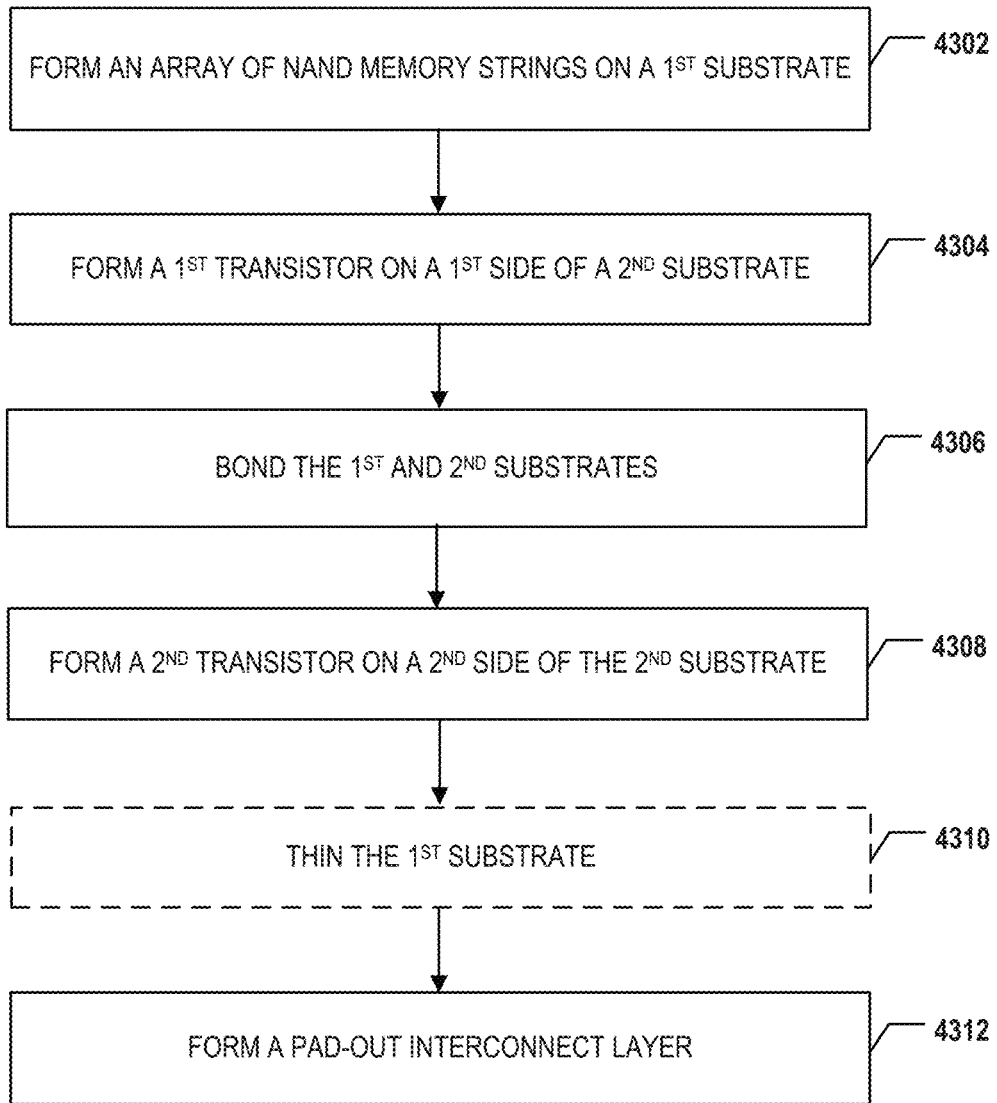 FORM AN ARRAY OF NAND MEMORY STRINGS ON A 1ST SUBSTRATE
4302
FORM A 1ST TRANSISTOR ON A 1ST SIDE OF A 2ND SUBSTRATE
4304
BOND THE 1ST AND 2ND SUBSTRATES
4306
FORM A 2ND TRANSISTOR ON A 2ND SIDE OF THE 2ND SUBSTRATE
4308
THIN THE 1ST SUBSTRATE
4310
FORM A PAD-OUT INTERCONNECT LAYER
4312